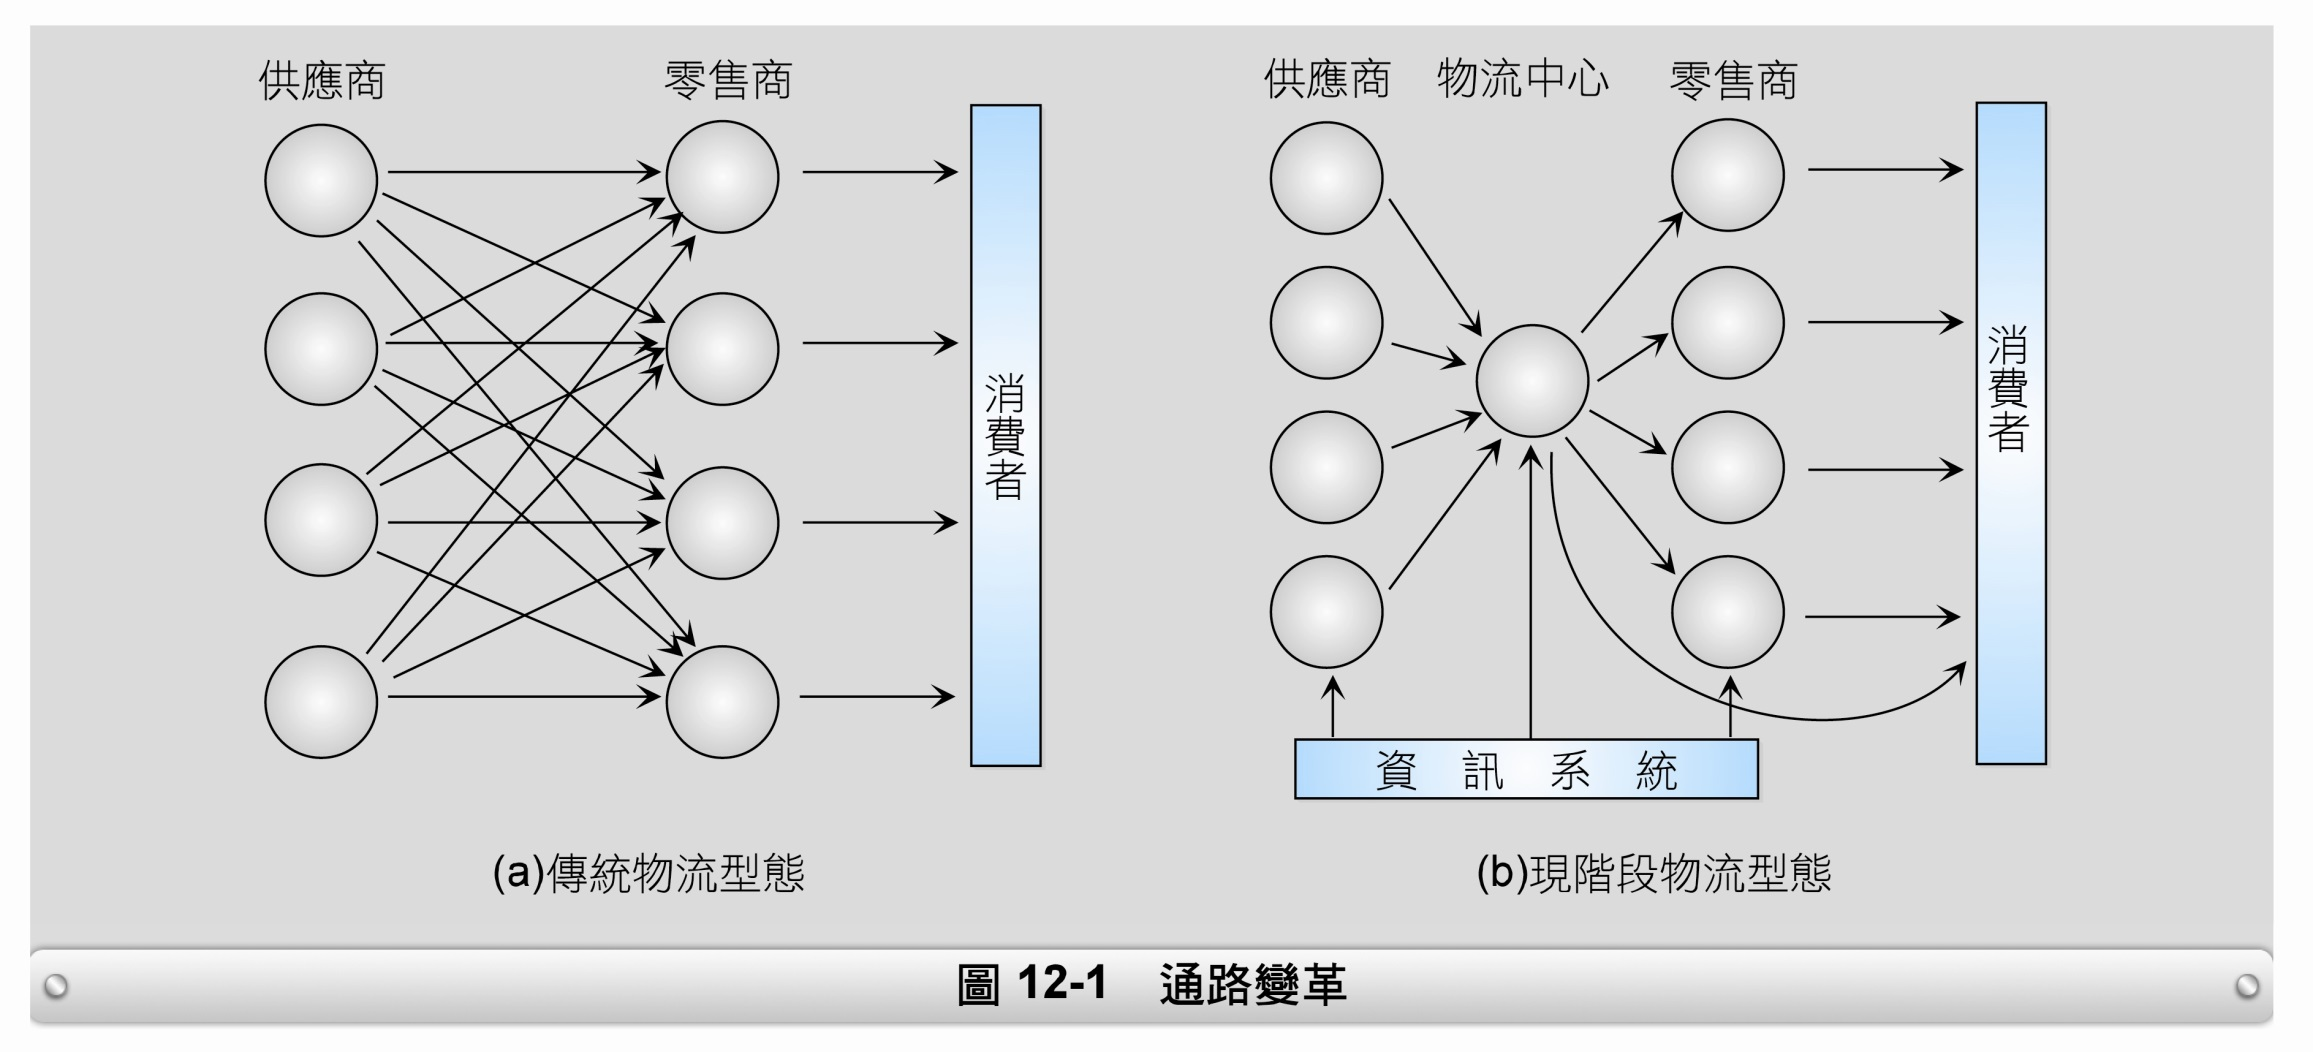 供應商
零售商
消費者
(a)傳統物流型態
供應商
物流中心
零售商
消費者
資訊系統
(b)現階段物流型態
圖 12-1 通路變革